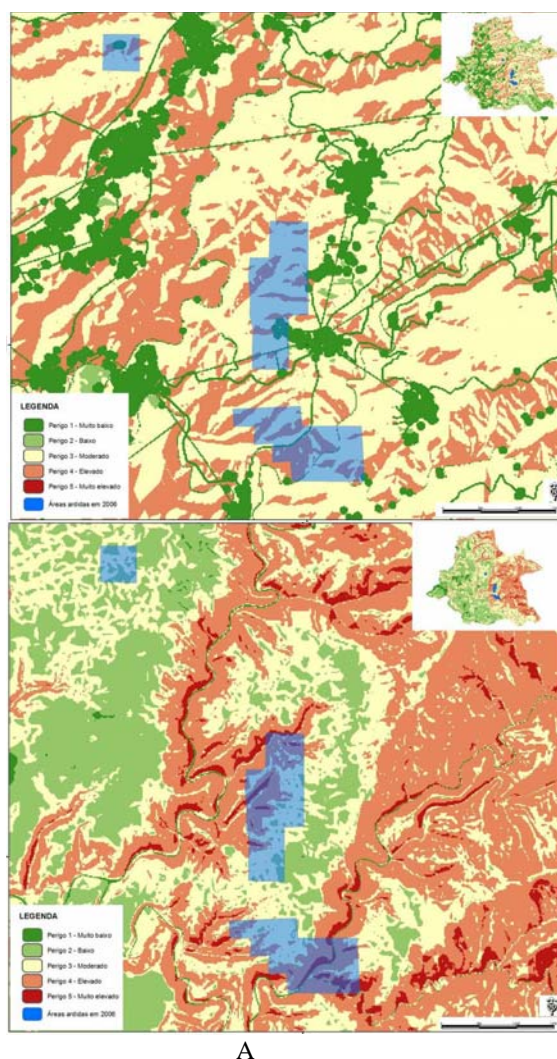 LEGENDA
Perigo 1 - Muito baixo
Perigo 2 - Baixo
Perigo 3 - Moderado
Perigo 4 - Elevado
Perigo 5 - Muito elevado
Áreas ardidas em 2006
LEGENDA
Perigo 1 - Muito baixo
Perigo 2 - Baixo
Perigo 3 - Moderado
Perigo 4 - Elevado
Perigo 5 - Muito elevado
Áreas ardidas em 2006
A